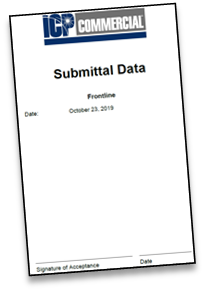 ICP COMMERCIAL
Submittal Data
Frontline
Date: October 23, 2019
Signature of Acceptance Date